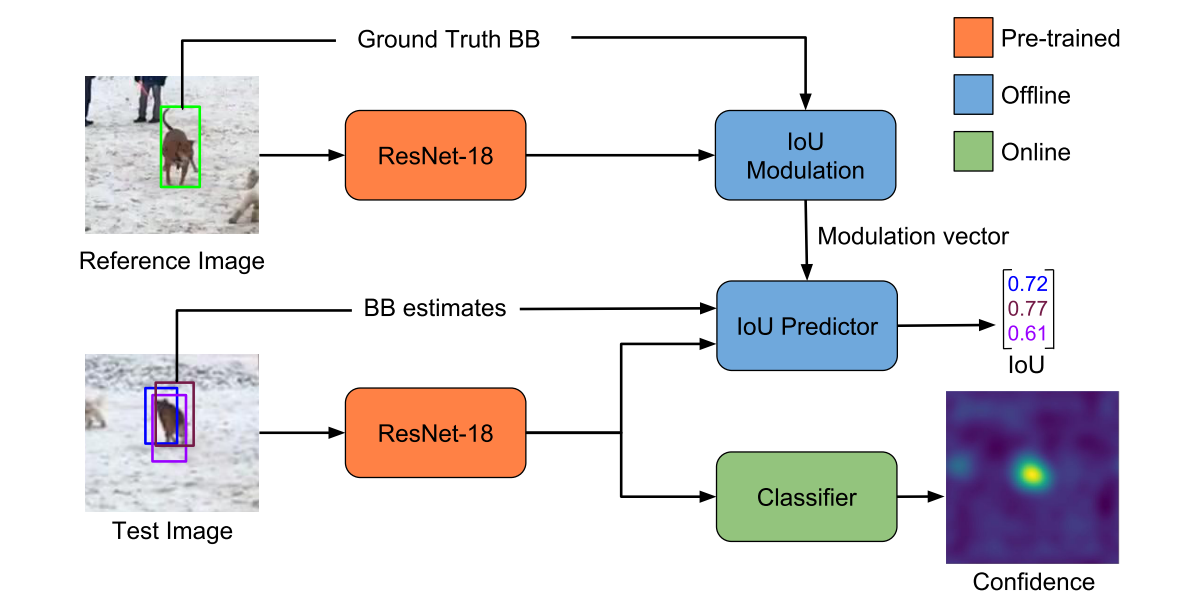 Ground Truth BB
Pre-trained
Offline
Online
ResNet-18
IoU
Modulation
Reference Image
Modulation vector
BB estimates
IoU Predictor
0.72
0.77
0.61
IoU
ResNet-18
Classifier
Test Image
Confidence